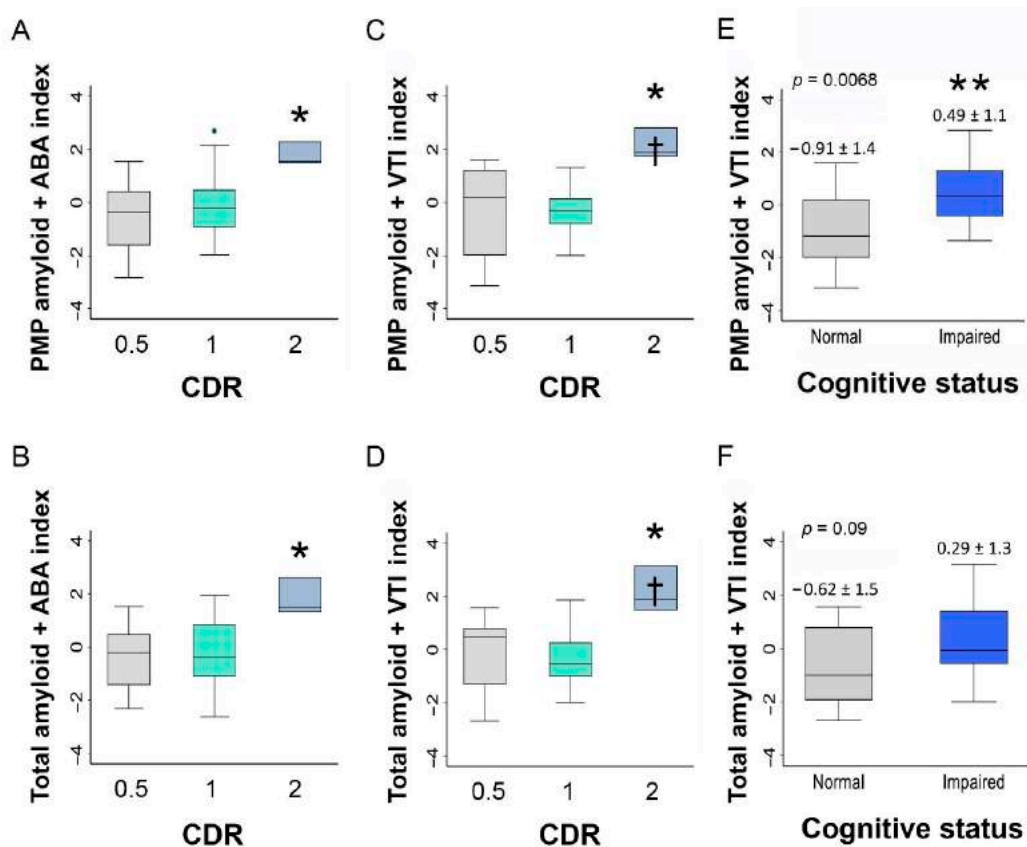 A
PMP amyloid + ABA index
4
2
0
−2
−4
*
0.5 1 2
CDR
C
PMP amyloid + VTI index
4
2
0
−2
−4
*
†
0.5 1 2
CDR
E
PMP amyloid + VTI index
4
2
0
−2
−4
p = 0.0068
**
−0.91 ± 1.4
0.49 ± 1.1
Normal Impaired
Cognitive status
B
Total amyloid + ABA index
4
2
0
−2
−4
*
0.5 1 2
CDR
D
Total amyloid + VTI index
4
2
0
−2
−4
*
†
0.5 1 2
CDR
F
Total amyloid + VTI index
4
2
0
−2
−4
p = 0.09
−0.62 ± 1.5
0.29 ± 1.3
Normal Impaired
Cognitive status